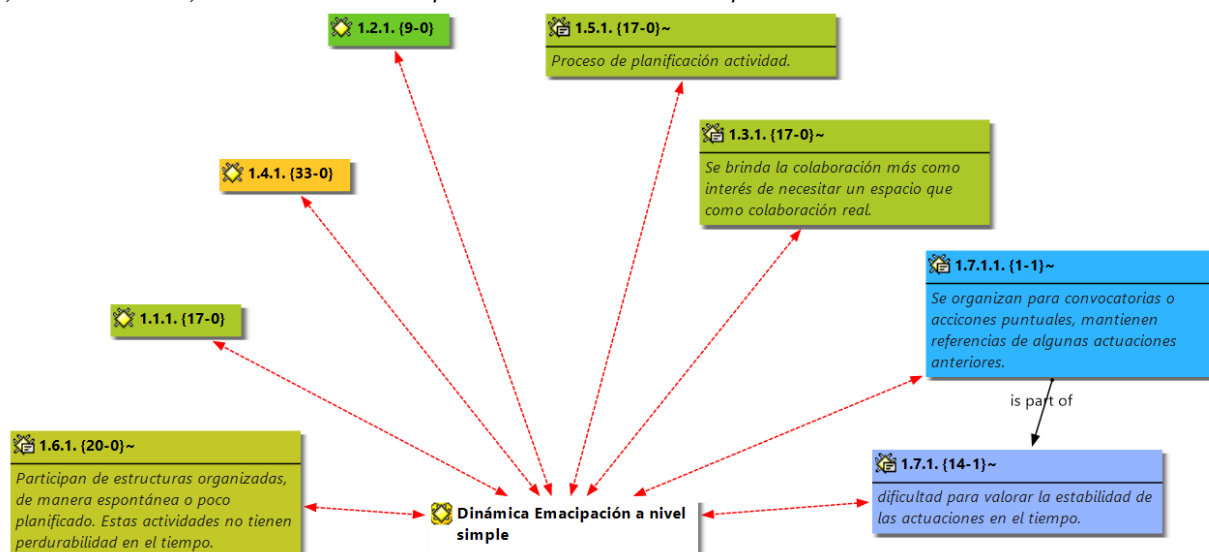 1.2.1. {9-0}
1.5.1. {17-0}~
Proceso de planificación actividad.
1.3.1. {17-0}~
Se brinda la colaboración más como
interés de necesitar un espacio que
como colaboración real.
1.4.1. {33-0}
1.7.1.1. {1-1}~
Se organizan para convocatorias o
accicones puntuales, mantienen
referencias de algunas actuaciones
anteriores.
1.1.1. {17-0}
is part of
1.6.1. {20-0}~
Participan de estructuras organizadas,
de manera espontánea o poco
planificado. Estas actividades no tienen
perdurabilidad en el tiempo.
1.7.1. {14-1}~
dificultad para valorar la estabilidad de
las actuaciones en el tiempo.
Dinámica Emacipación a nivel
simple